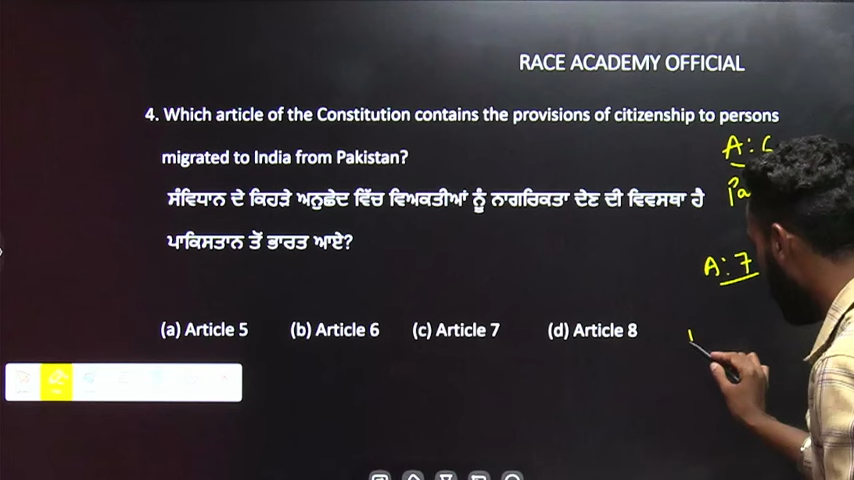 RACE ACADEMY OFFICIAL
4. Which article of the Constitution contains the provisions of citizenship to persons
migrated to India from Pakistan?
ਸੰਵਿਧਾਨ ਦੇ ਕਿਹੜੇ ਅਨੁਛੇਦ ਵਿੱਚ ਵਿਅਕਤੀਆਂ ਨੂੰ ਨਾਗਰਿਕਤਾ ਦੇਣ ਦੀ ਵਿਵਸਥਾ ਹੈ
ਪਾਕਿਸਤਾਨ ਤੋਂ ਭਾਰਤ ਆਏ?
(a) Article 5 (b) Article 6 (c) Article 7 (d) Article 8
A:
Pa
A: 7